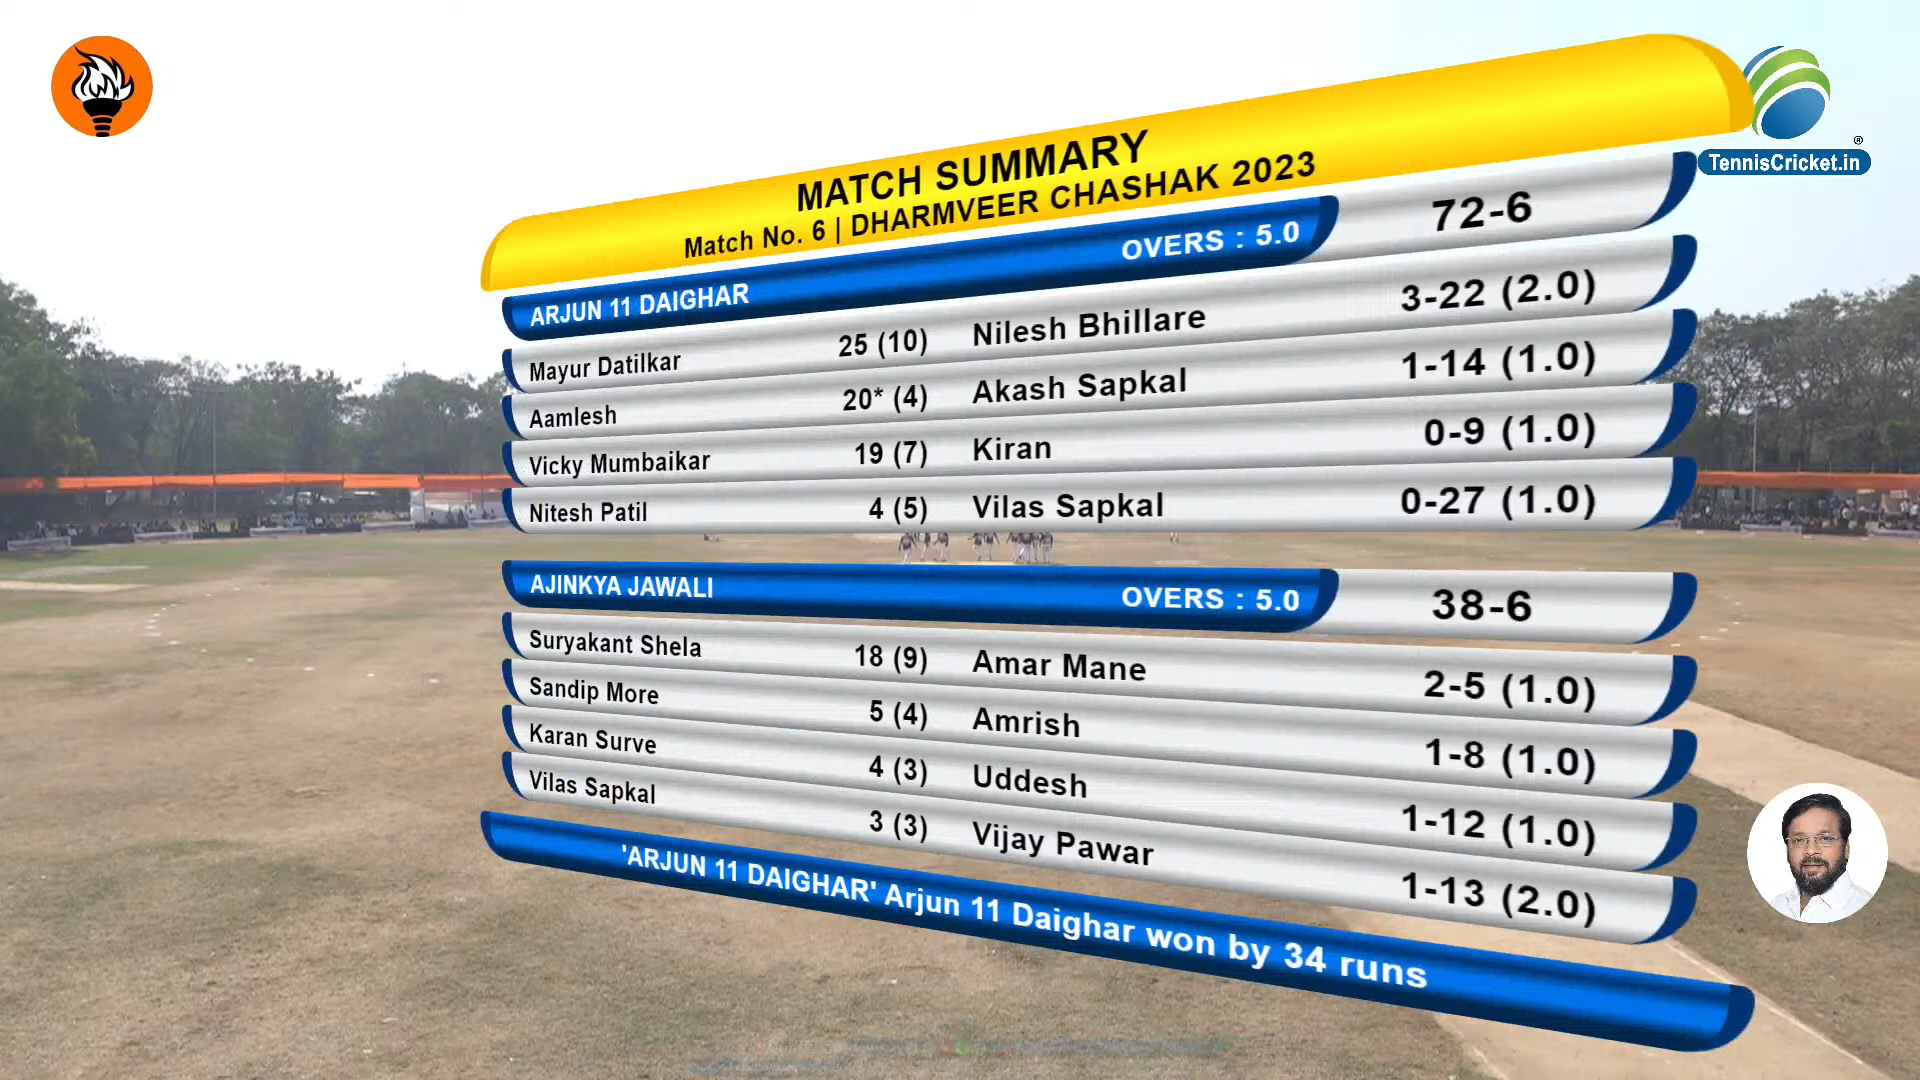 MATCH SUMMARY
Match No. 6 | DHARMVEER CHASHAK 2023
®
TennisCricket.in
ARJUN 11 DAIGHAR OVERS : 5.0 72-6
Mayur Datilkar 25 (10) Nilesh Bhillare 3-22 (2.0)
Aamlesh 20* (4) Akash Sapkal 1-14 (1.0)
Vicky Mumbaikar 19 (7) Kiran 0-9 (1.0)
Nitesh Patil 4 (5) Vilas Sapkal 0-27 (1.0)
AJINKYA JAWALI OVERS : 5.0 38-6
Suryakant Shela 18 (9) Amar Mane 2-5 (1.0)
Sandip More 5 (4) Amrish 1-8 (1.0)
Karan Surve 4 (3) Uddesh 1-12 (1.0)
Vilas Sapkal 3 (3) Vijay Pawar 1-13 (2.0)
'ARJUN 11 DAIGHAR' Arjun 11 Daighar won by 34 runs